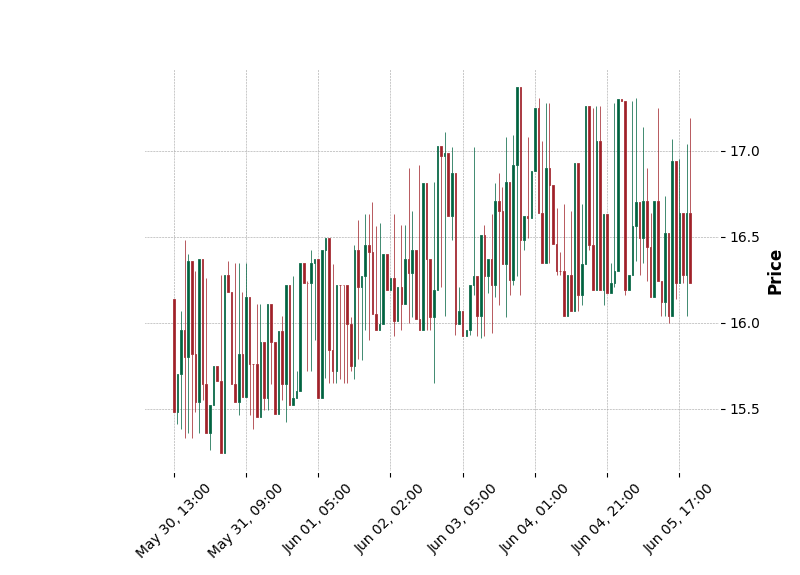 17.0
16.5
16.0
15.5
Price
May 30, 13:00
May 31, 09:00
Jun 01, 05:00
Jun 02, 02:00
Jun 03, 05:00
Jun 04, 01:00
Jun 04, 21:00
Jun 05, 17:00